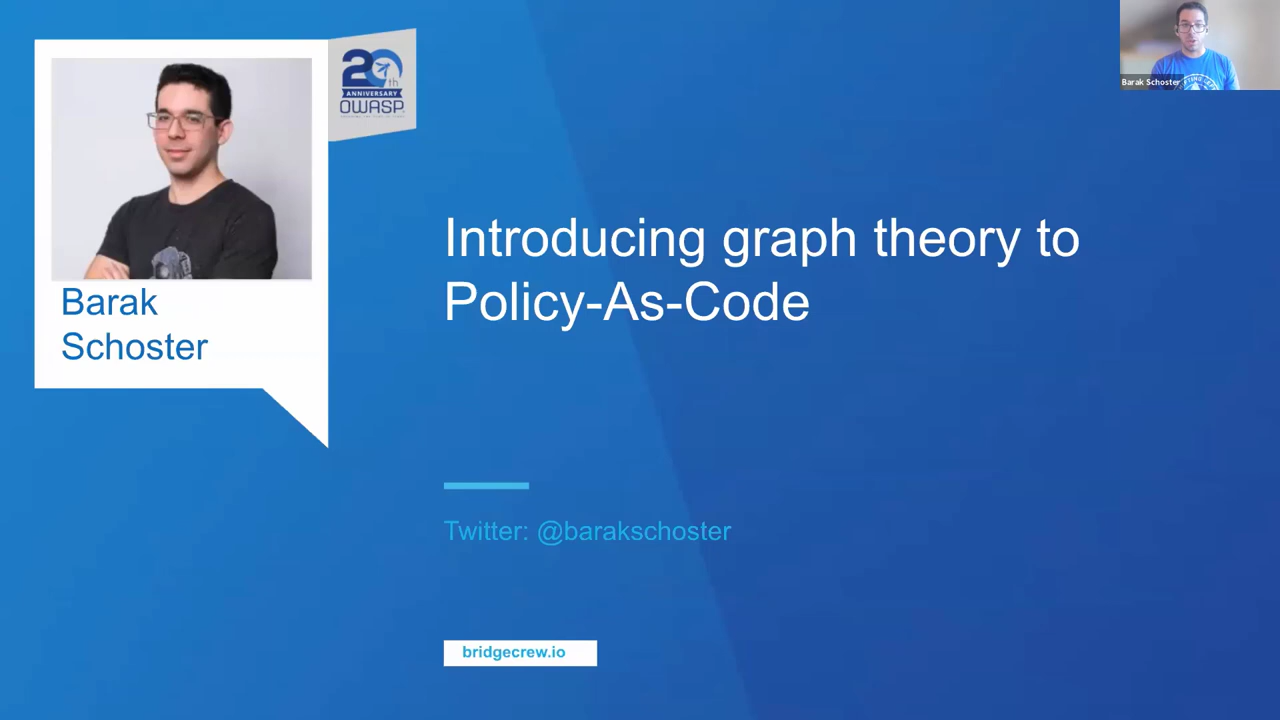 20th
ANNIVERSARY
OWASP
Barak Schoster
Introducing graph theory to
Policy-As-Code
Barak
Schoster
Twitter: @barakschoster
bridgecrew.io